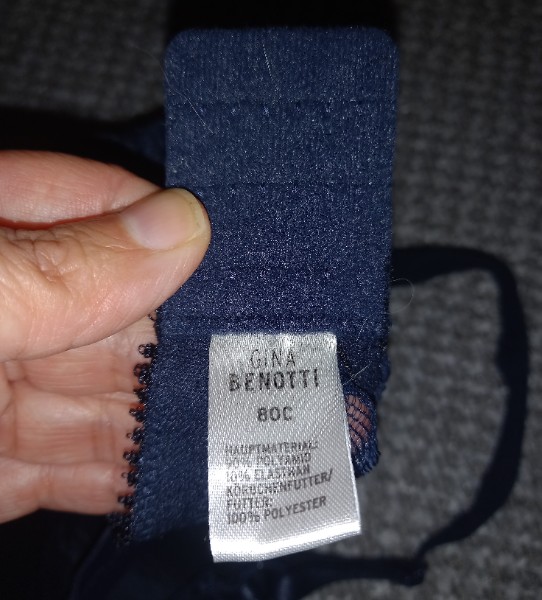 GINA
BENOTTI
80C
HAUPTMATERIAL:
90% POLYAMID
10% ELASTHAN
KÖRBCHENFUTTER/
FUTTER:
100% POLYESTER